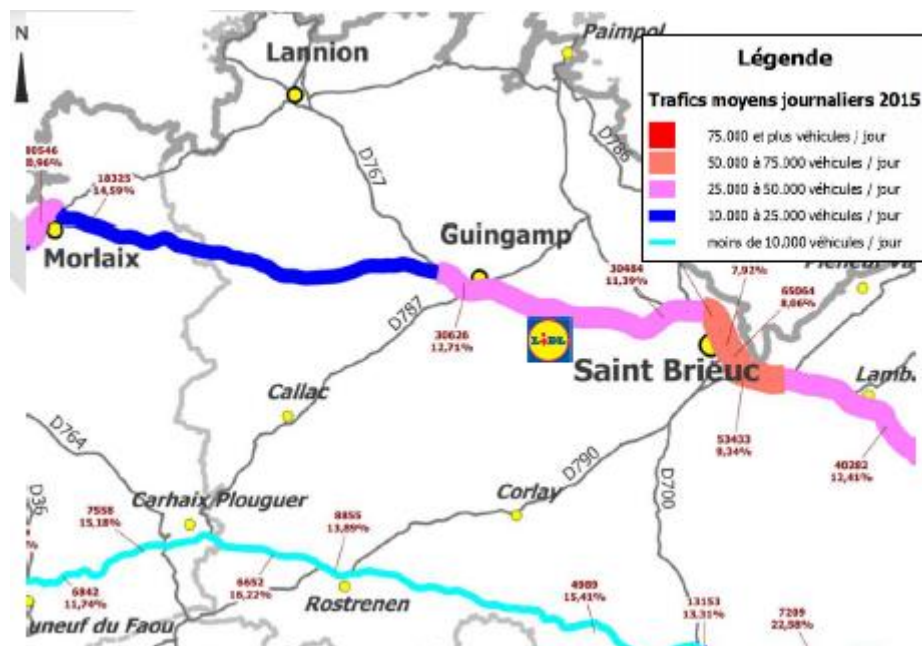 N
Paimpol
Lannion
Légende
Trafics moyens journaliers 2015
75.000 et plus véhicules / jour
50.000 à 75.000 véhicules / jour
25.000 à 50.000 véhicules / jour
10.000 à 25.000 véhicules / jour
moins de 10.000 véhicules / jour
D786
D767
18325
14,59%
Morlaix
Guingamp
30484
11,39%
7,92%
65064
8,06%
D787
30626
12,71%
LIDL
Saint Brieuc
Lamb
Callac
D764
53433
40282
12,41%
D790
D700
D36
Carhaix Plouguer
Corlay
7558
15,18%
8855
13,89%
6652
16,22%
6842
11,74%
Rostrenen
4989
15,41%
13153
13,31%
7209
22,58%
uneuf du Faou